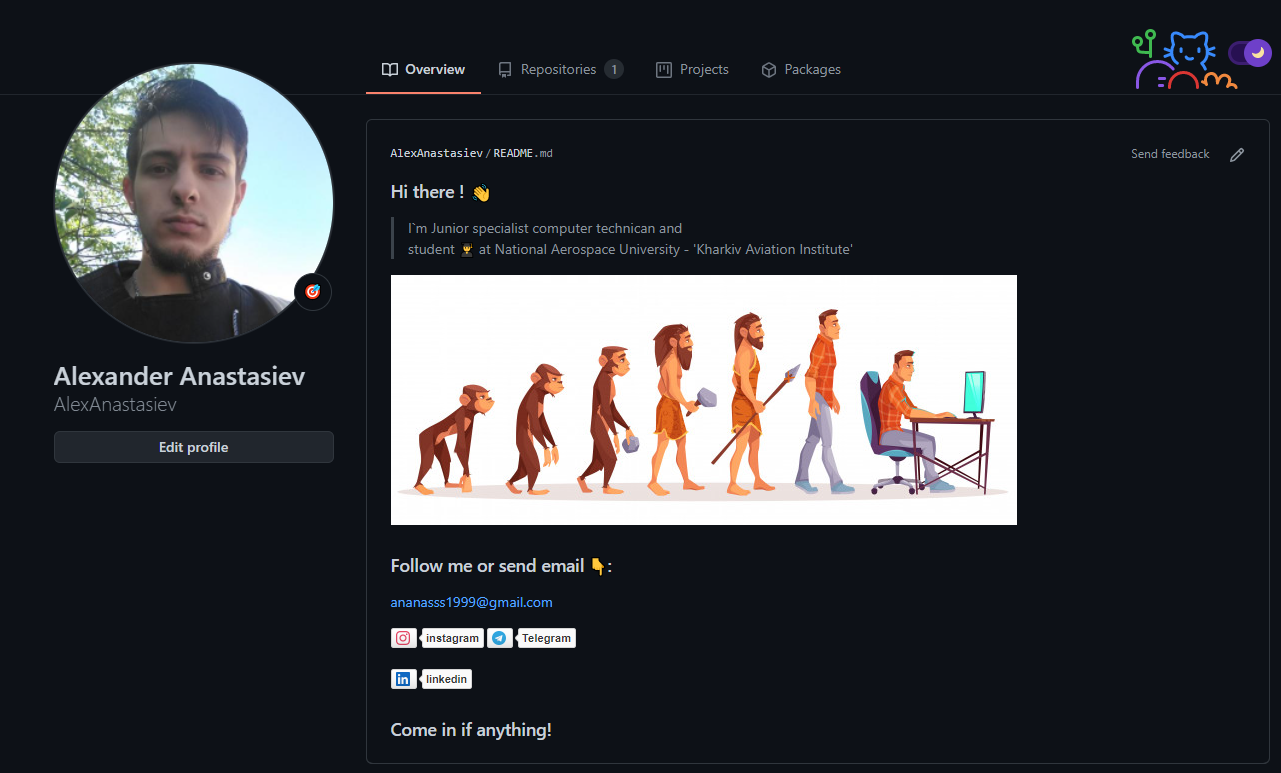 Overview Repositories 1 Projects Packages
Alexander Anastasiev
AlexAnastasiev
Edit profile
AlexAnastasiev/README.md Send feedback
Hi there ! 👋
I`m Junior specialist computer technican and
student 👨‍🎓 at National Aerospace University - 'Kharkiv Aviation Institute'
Follow me or send email 👇:
ananasss1999@gmail.com
instagram Telegram
in linkedin
Come in if anything!